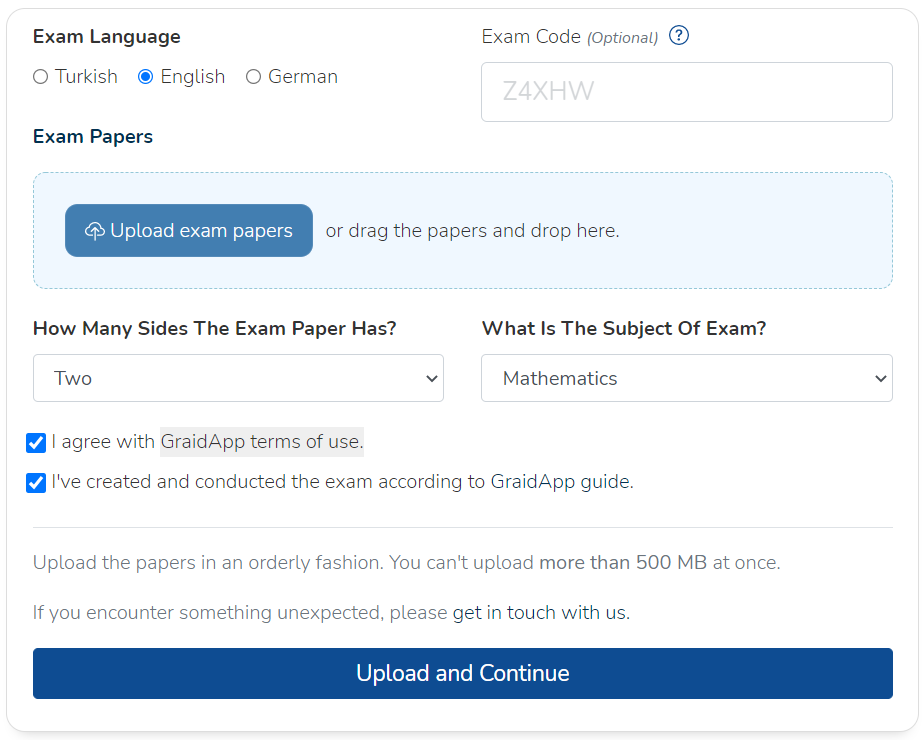 Exam Language
Exam Code (Optional) ?
Turkish English German
Z4XHW
Exam Papers
Upload exam papers or drag the papers and drop here.
How Many Sides The Exam Paper Has? What Is The Subject Of Exam?
Two Mathematics
I agree with GraidApp terms of use.
I've created and conducted the exam according to GraidApp guide.
Upload the papers in an orderly fashion. You can't upload more than 500 MB at once.
If you encounter something unexpected, please get in touch with us.
Upload and Continue